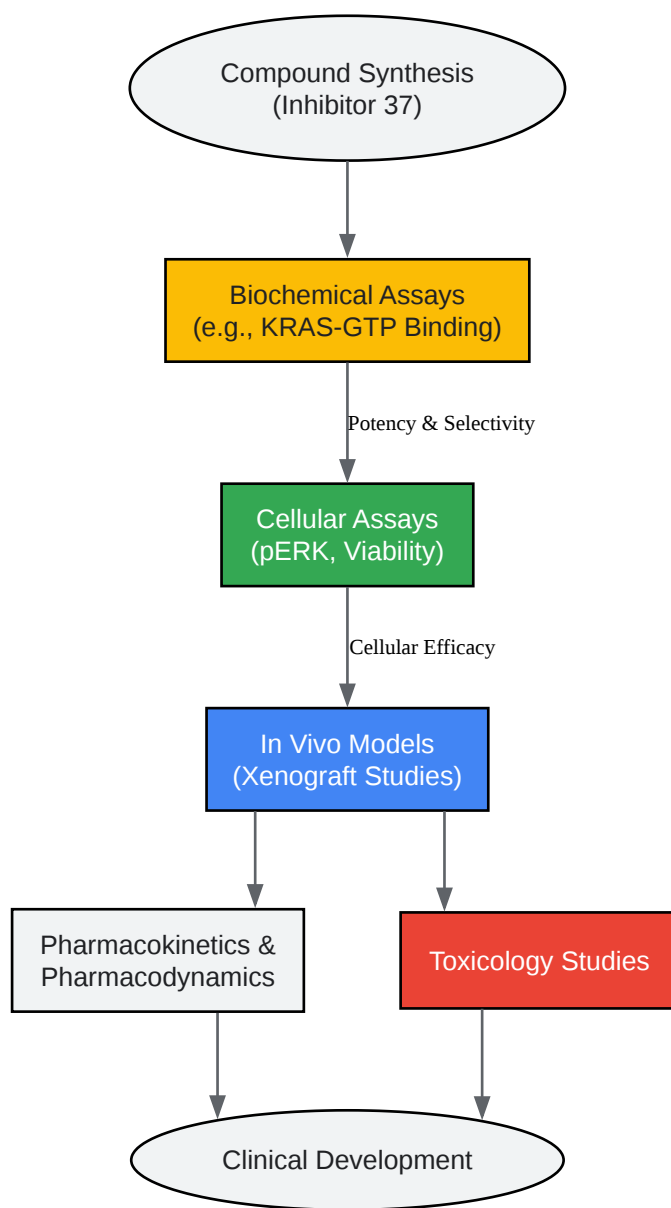 Compound Synthesis
(Inhibitor 37)
Biochemical Assays
(e.g., KRAS-GTP Binding)
Potency & Selectivity
Cellular Assays
(pERK, Viability)
Cellular Efficacy
In Vivo Models
(Xenograft Studies)
Pharmacokinetics &
Pharmacodynamics
Toxicology Studies
Clinical Development